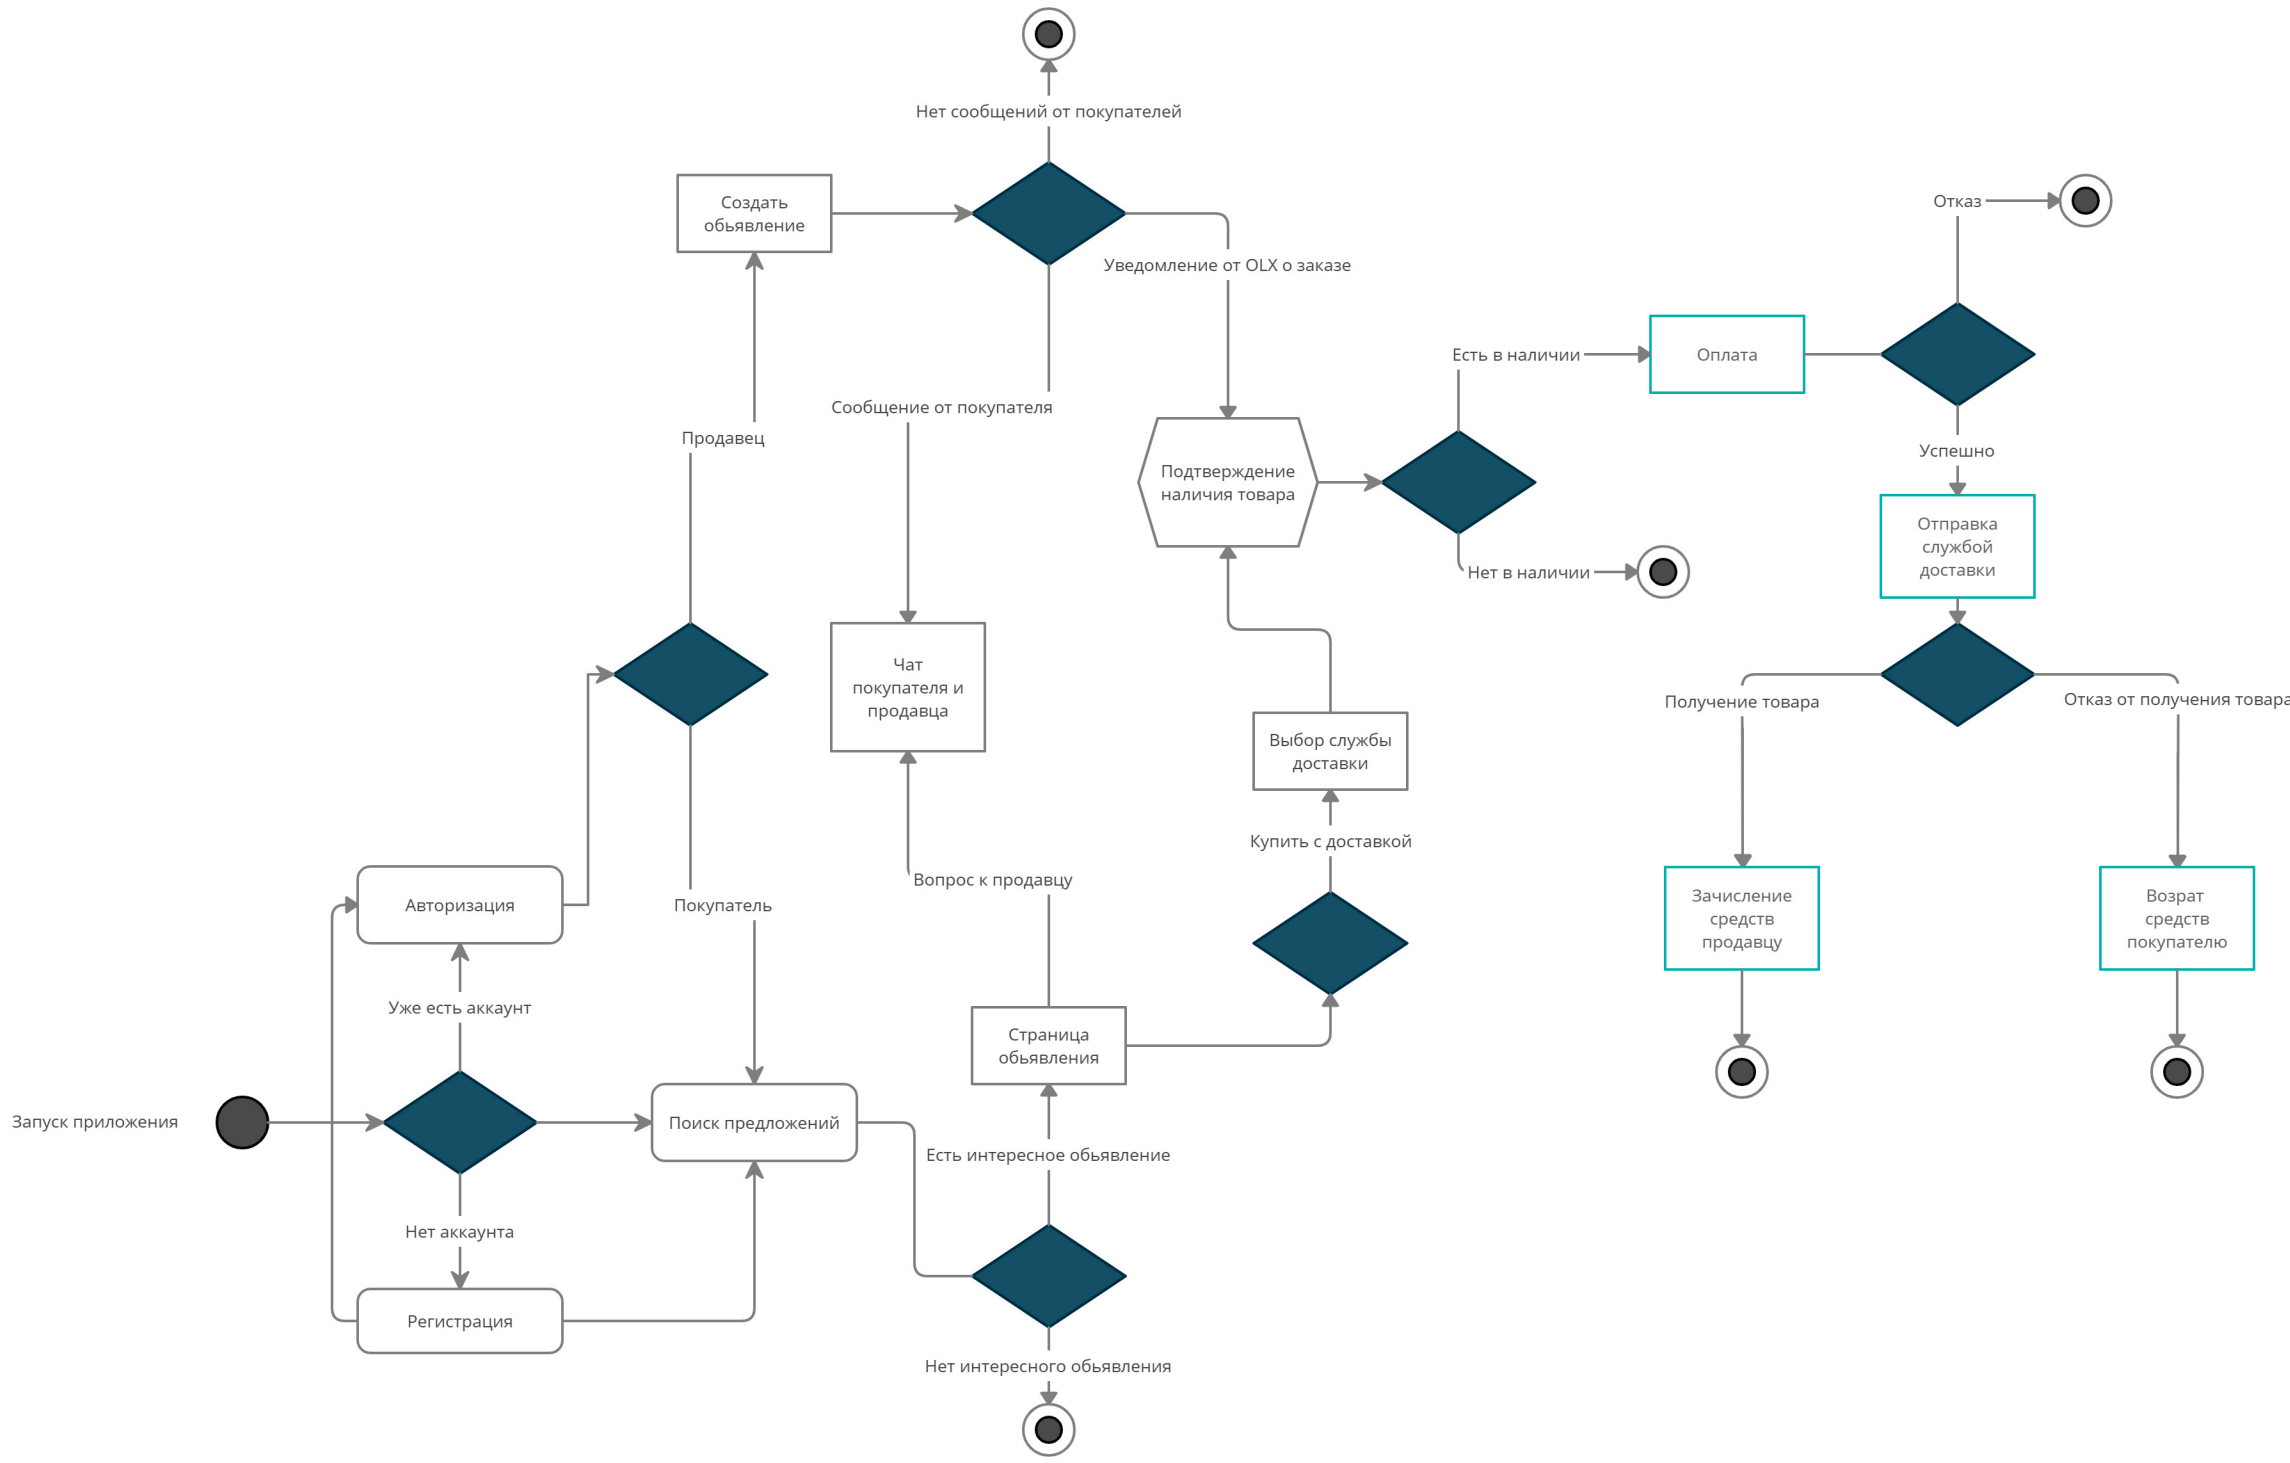 Нет сообщений от покупателей
Создать
обьявление
Отказ
Уведомление от OLX о заказе
Есть в наличии
Оплата
Сообщение от покупателя
Продавец
Успешно
Подтверждение
наличия товара
Отправка
службой
доставки
Нет в наличии
Чат
покупателя и
продавца
Получение товара
Отказ от получения товара
Выбор службы
доставки
Купить с доставкой
Вопрос к продавцу
Авторизация
Покупатель
Зачисление
средств
продавцу
Возрат
средств
покупателю
Уже есть аккаунт
Страница
обьявления
Запуск приложения
Поиск предложений
Есть интересное обьявление
Нет аккаунта
Регистрация
Нет интересного обьявления